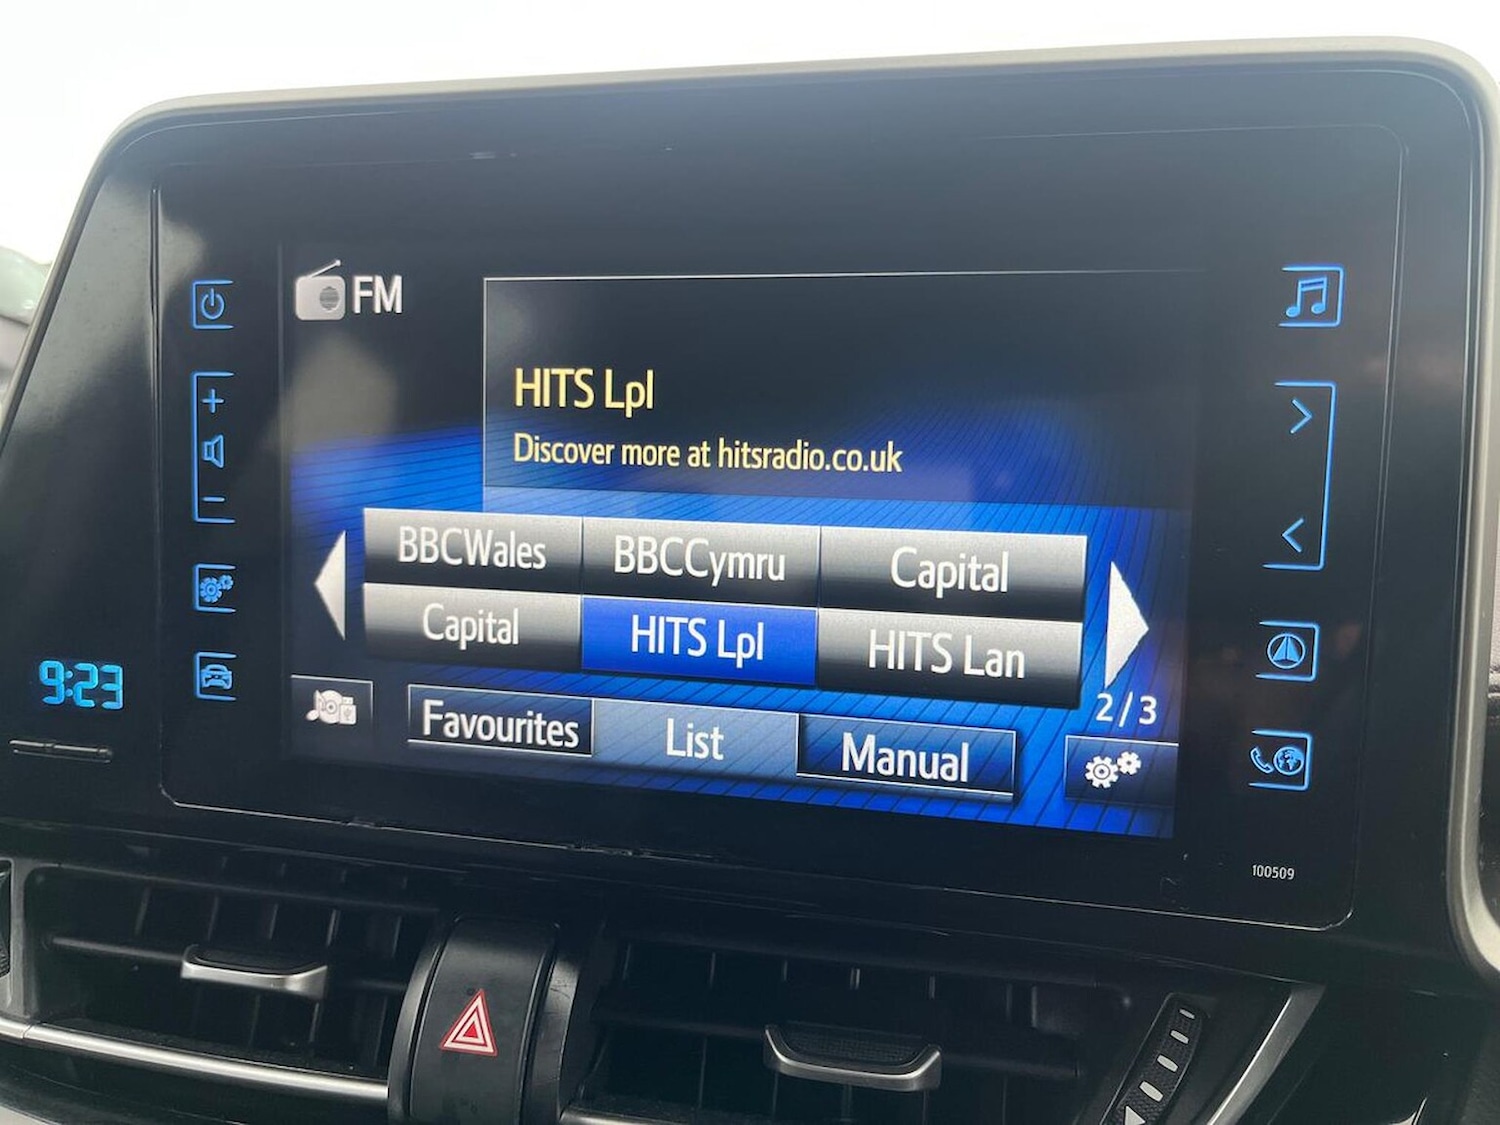 FM
HITS Lpl
Discover more at hitsradio.co.uk
BBCWales BBCCymru Capital
Capital HITS Lpl HITS Lan
2/3
Favourites List Manual
9:23
100509